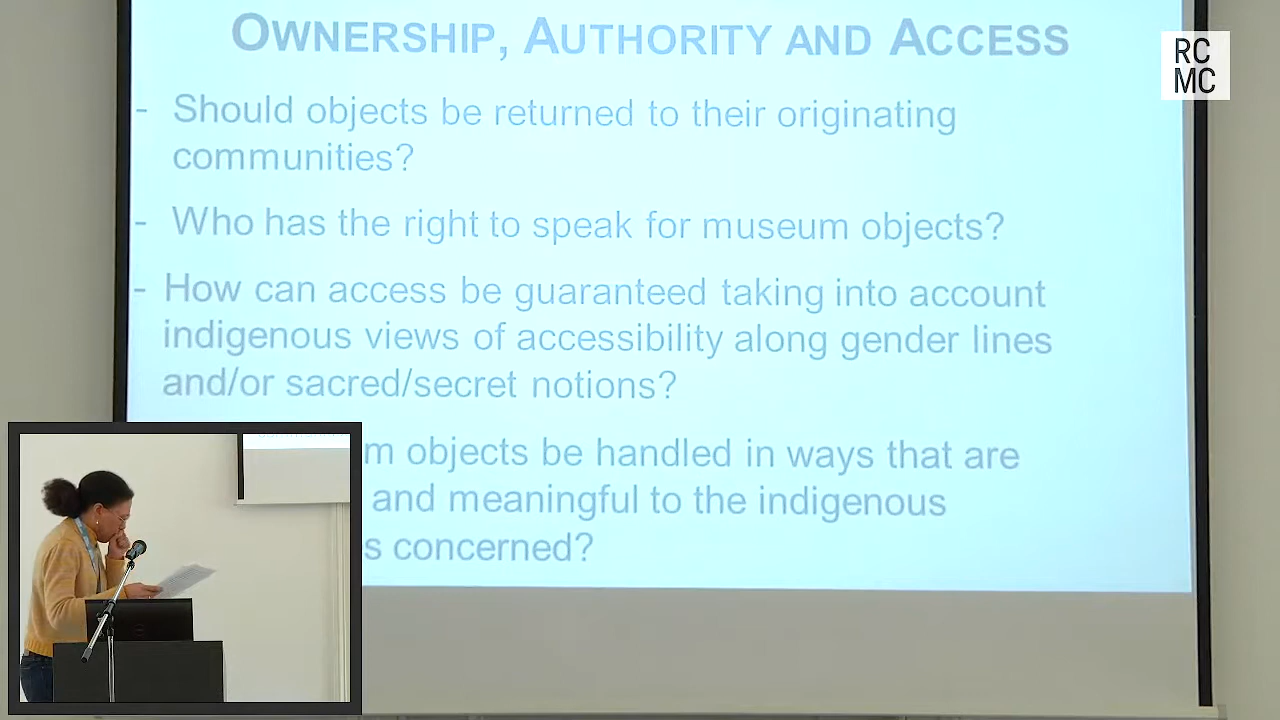 OWNERSHIP, AUTHORITY AND ACCESS
RC
MC
- Should objects be returned to their originating
communities?
- Who has the right to speak for museum objects?
- How can access be guaranteed taking into account
indigenous views of accessibility along gender lines
and/or sacred/secret notions?
m objects be handled in ways that are
and meaningful to the indigenous
s concerned?